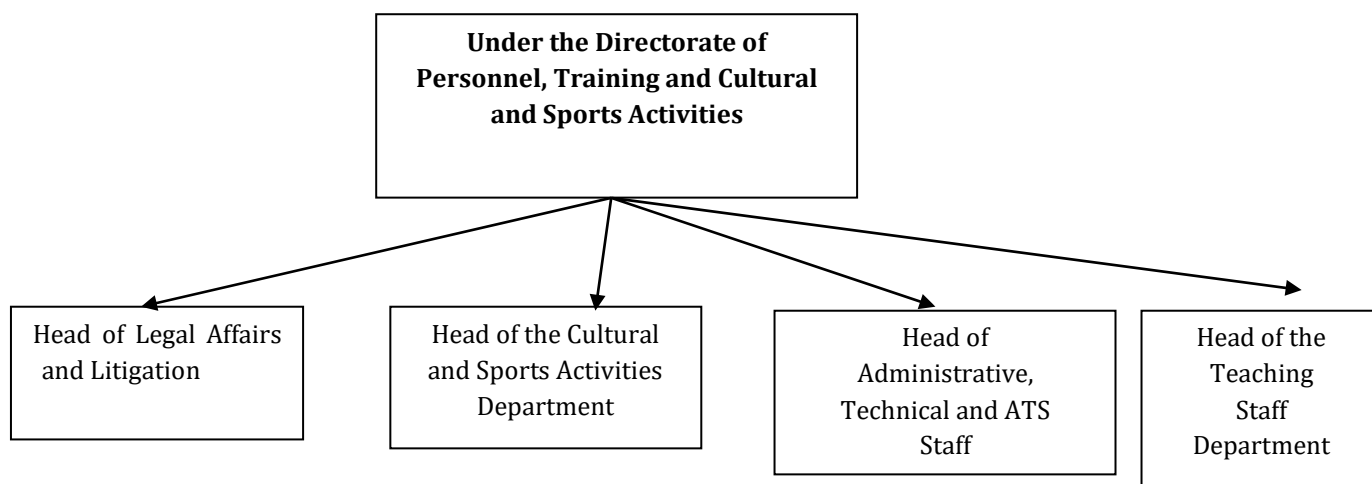 Under the Directorate of
Personnel, Training and Cultural
and Sports Activities
Head of Legal Affairs
and Litigation
Head of the Cultural
and Sports Activities
Department
Head of
Administrative,
Technical and ATS
Staff
Head of the
Teaching
Staff
Department